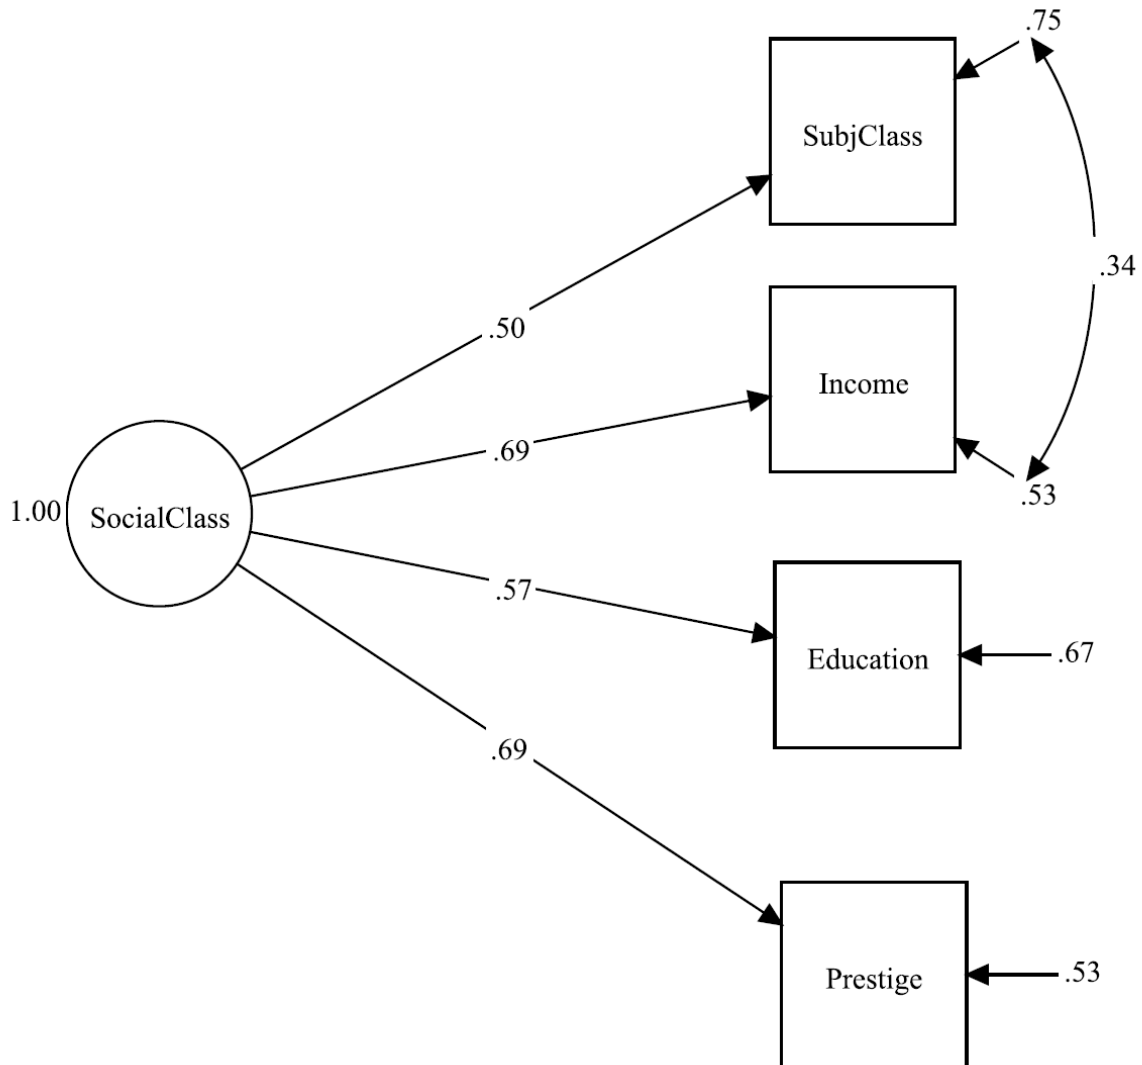 .75
SubjClass
.34
.50
Income
.69
.53
1.00
SocialClass
.57
Education
.67
.69
Prestige
.53